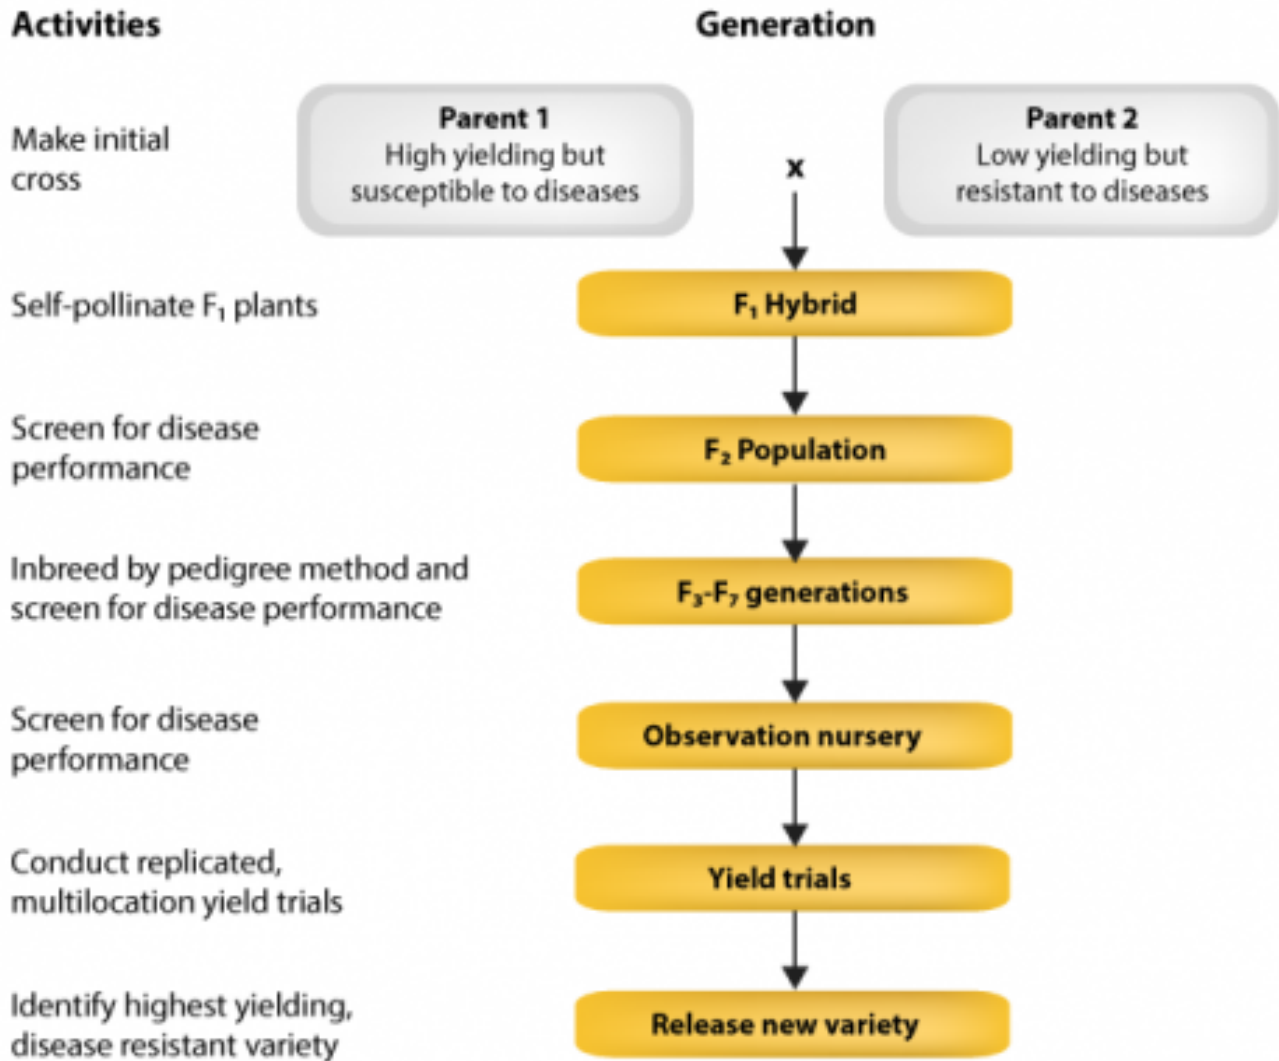 Activities
Generation
Make initial
cross
Parent 1
High yielding but
susceptible to diseases
x
Parent 2
Low yielding but
resistant to diseases
Self-pollinate F₁ plants
F₁ Hybrid
Screen for disease
performance
F₂ Population
Inbreed by pedigree method and
screen for disease performance
F₃-F₇ generations
Screen for disease
performance
Observation nursery
Conduct replicated,
multilocation yield trials
Yield trials
Identify highest yielding,
disease resistant variety
Release new variety